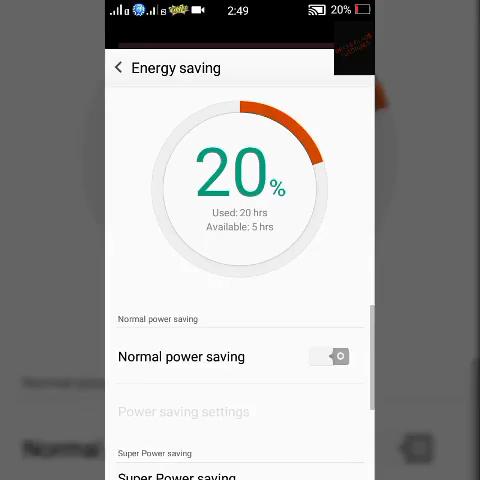 2:49
20%
Energy saving
20%
Used: 20 hrs
Available: 5 hrs
Normal power saving
Normal power saving
Power saving settings
Super Power saving
Super Power saving